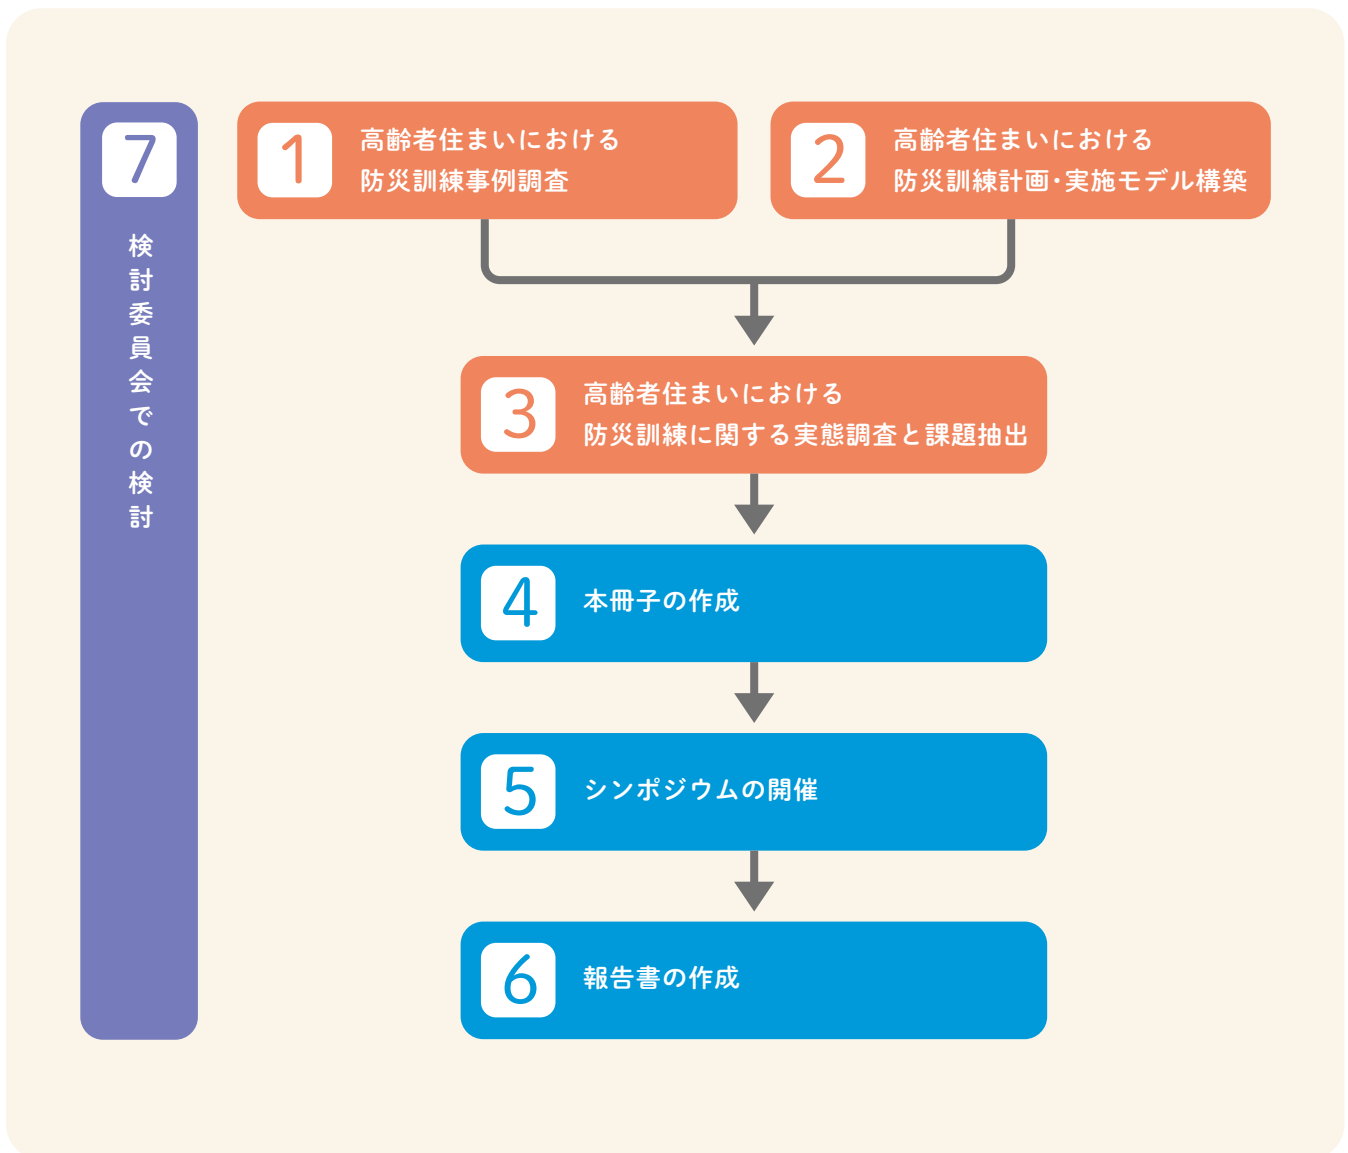 7
検討委員会での検討
1
高齢者住まいにおける
防災訓練事例調査
2
高齢者住まいにおける
防災訓練計画･実施モデル構築
3
高齢者住まいにおける
防災訓練に関する実態調査と課題抽出
4
本冊子の作成
5
シンポジウムの開催
6
報告書の作成